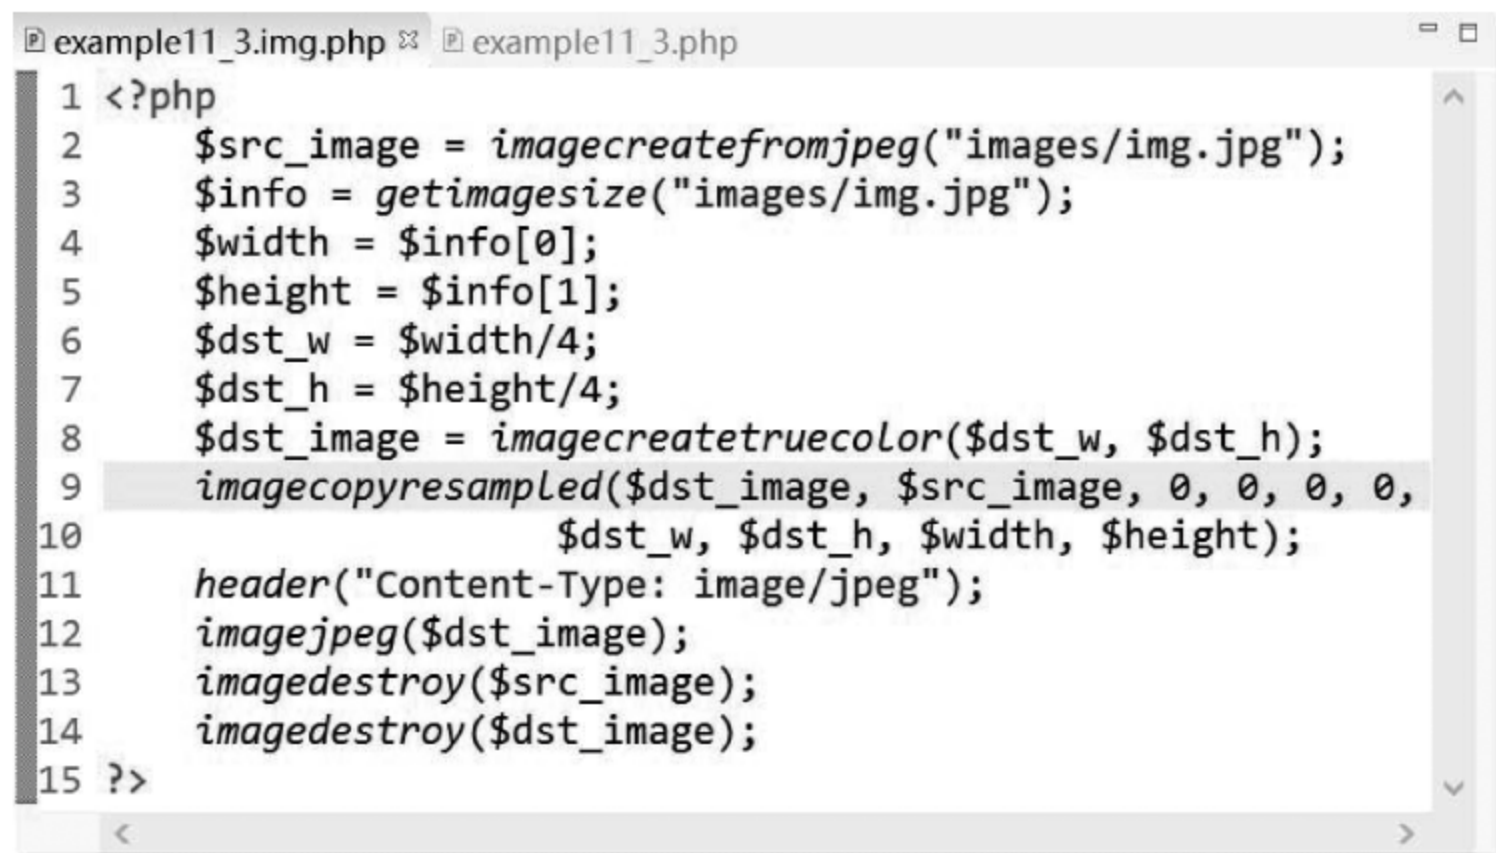 example11_3.img.php example11_3.php
1 <?php
2 $src_image = imagecreatefromjpeg("images/img.jpg");
3 $info = getimagesize("images/img.jpg");
4 $width = $info[0];
5 $height = $info[1];
6 $dst_w = $width/4;
7 $dst_h = $height/4;
8 $dst_image = imagecreatetruecolor($dst_w, $dst_h);
9 imagecopyresampled($dst_image, $src_image, 0, 0, 0, 0,
10 $dst_w, $dst_h, $width, $height);
11 header("Content-Type: image/jpeg");
12 imagejpeg($dst_image);
13 imagedestroy($src_image);
14 imagedestroy($dst_image);
15 ?>